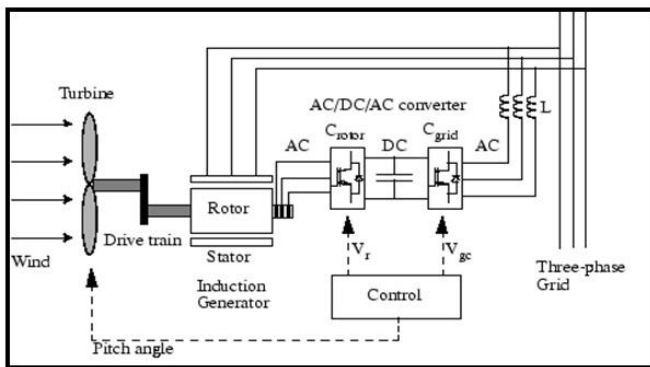 Turbine
AC/DC/AC converter
L
AC
C_rotor
DC
C_grid
AC
Rotor
Drive train
Stator
Wind
V_r
V_gc
Induction
Generator
Three-phase
Grid
Control
Pitch angle